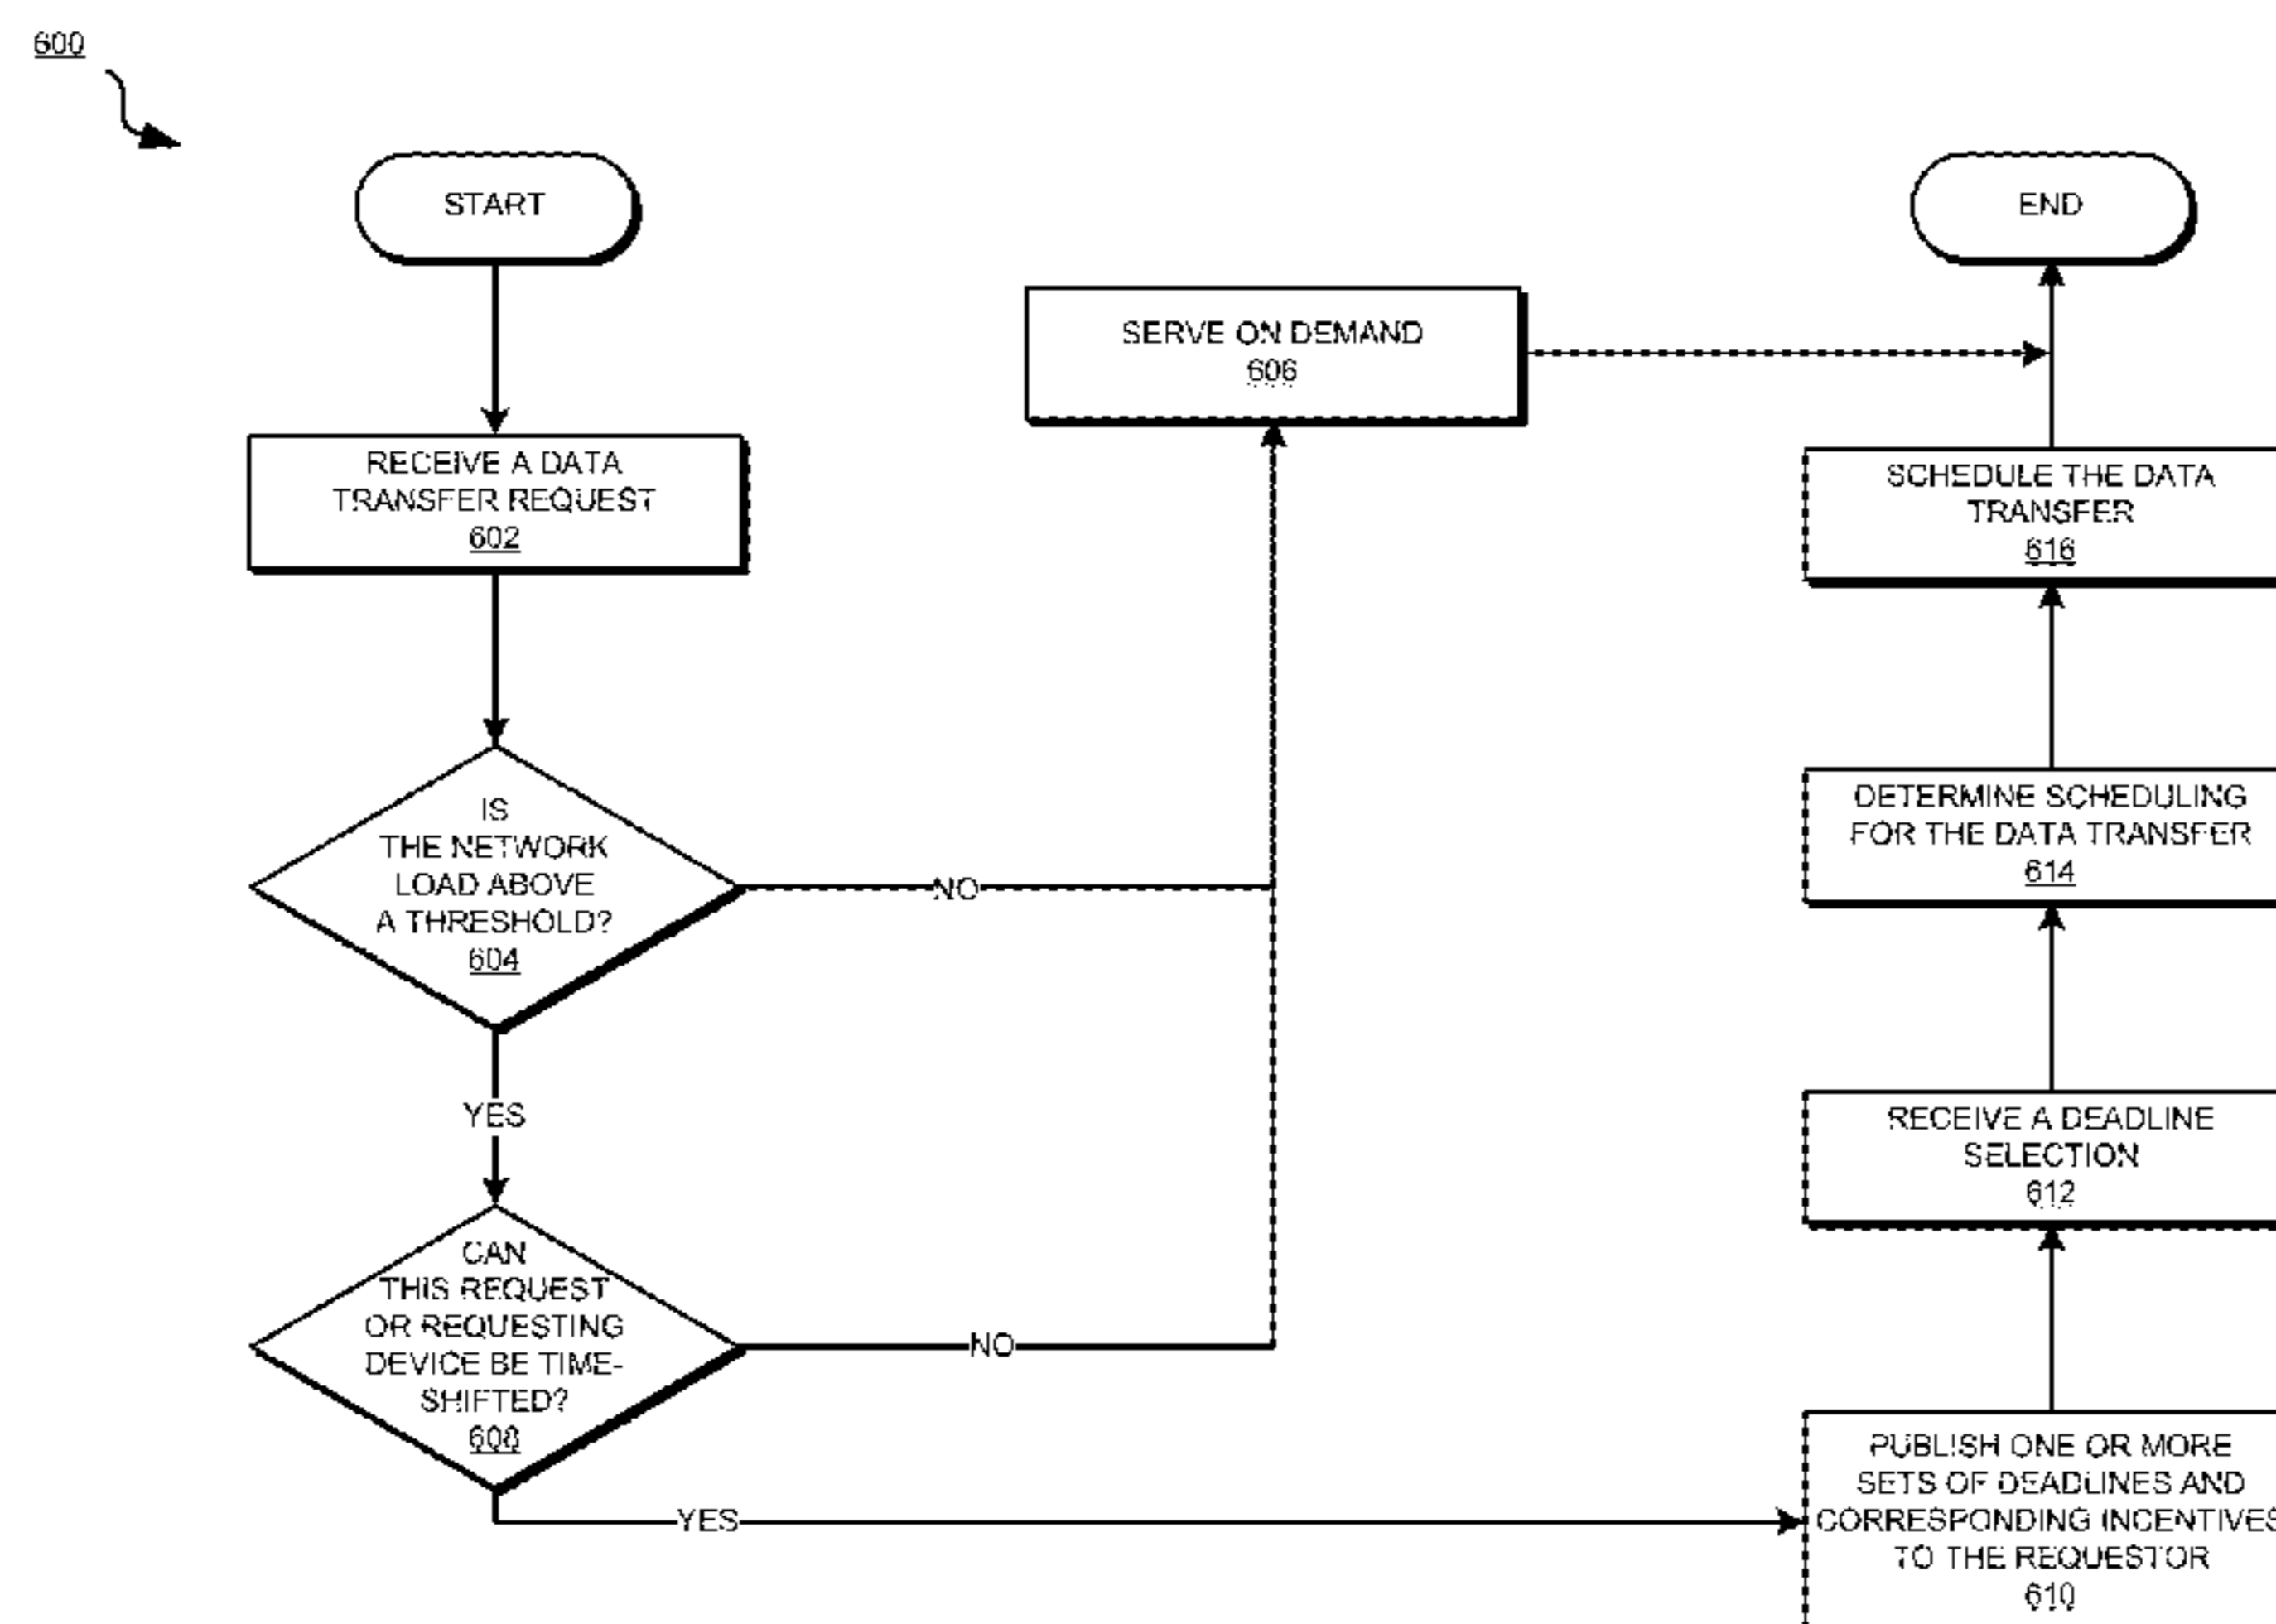 600
START
RECEIVE A DATA
TRANSFER REQUEST
602
IS
THE NETWORK
LOAD ABOVE
A THRESHOLD?
604
NO
YES
CAN
THIS REQUEST
OR REQUESTING
DEVICE BE TIME-
SHIFTED?
608
NO
YES
SERVE ON DEMAND
606
END
SCHEDULE THE DATA
TRANSFER
616
DETERMINE SCHEDULING
FOR THE DATA TRANSFER
614
RECEIVE A DEADLINE
SELECTION
612
PUBLISH ONE OR MORE
SETS OF DEADLINES AND
CORRESPONDING INCENTIVES
TO THE REQUESTOR
610